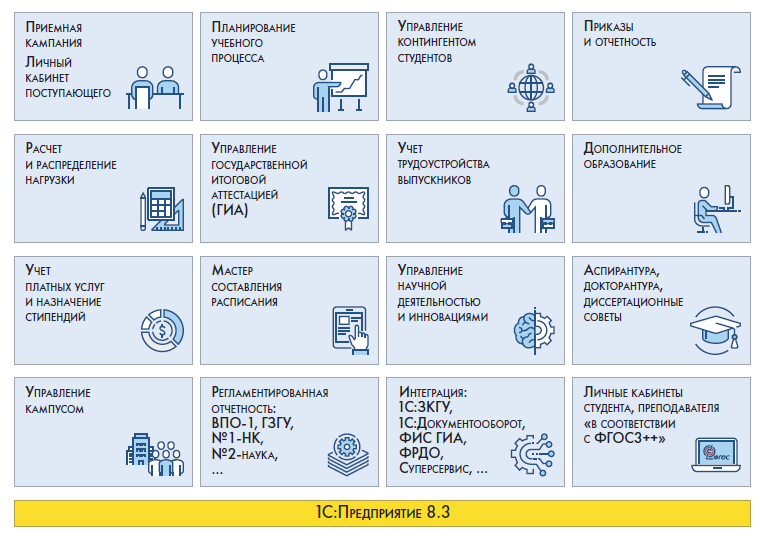 Приемная
кампания
Личный
кабинет
поступающего
Планирование
учебного
процесса
Управление
контингентом
студентов
Приказы
и отчетность
Расчет
и распределение
нагрузки
Управление
государственной
итоговой
аттестацией
(ГИА)
Учет
трудоустройства
выпускников
Дополнительное
образование
Учет
платных услуг
и назначение
стипендий
Мастер
составления
расписания
Управление
научной
деятельностью
и инновациями
Аспирантура,
докторантура,
диссертационные
советы
Управление
кампусом
Регламентированная
отчетность:
ВПО-1, ГЗГУ,
№1-НК,
№2-наука,
...
Интеграция:
1С:ЗКГУ,
1С:Документооборот,
ФИС ГИА,
ФРДО,
Суперсервис, ...
Личные кабинеты
студента, преподавателя
«в соответствии
с ФГОС3++»
ФГОС
1С:Предприятие 8.3